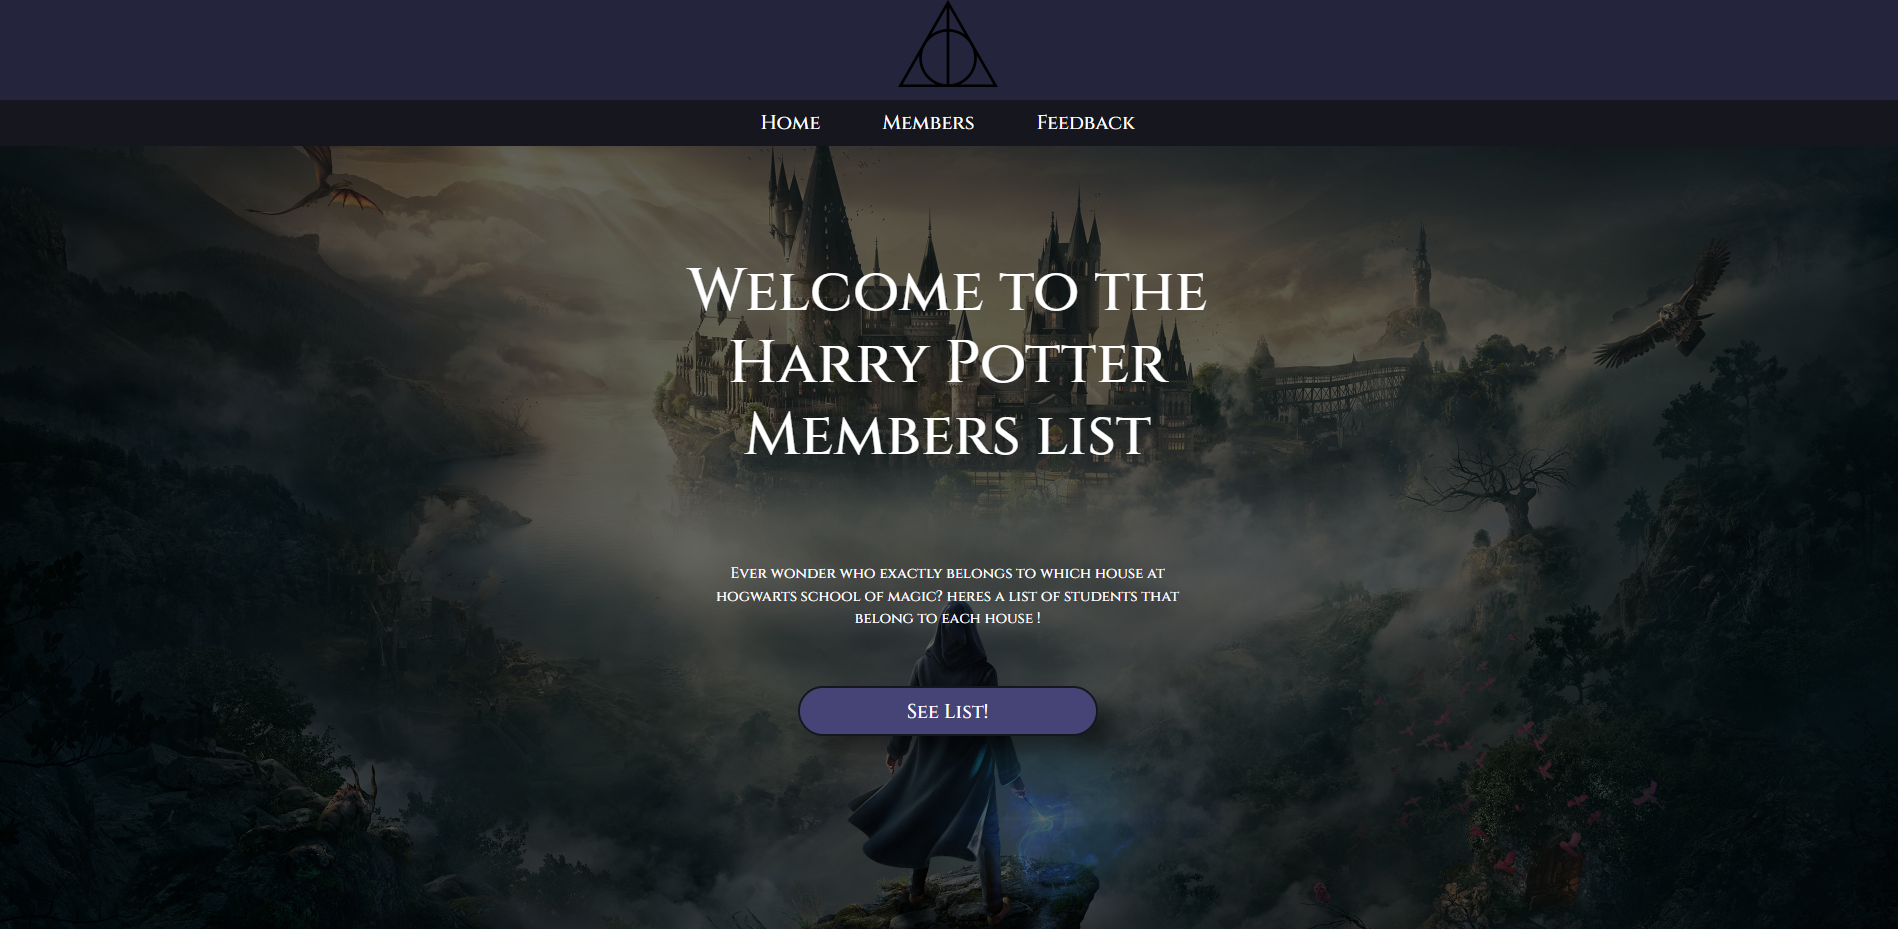 Home Members Feedback
Welcome to the
Harry Potter
Members list
Ever wonder who exactly belongs to which house at
hogwarts school of magic? heres a list of students that
belong to each house !
See List!